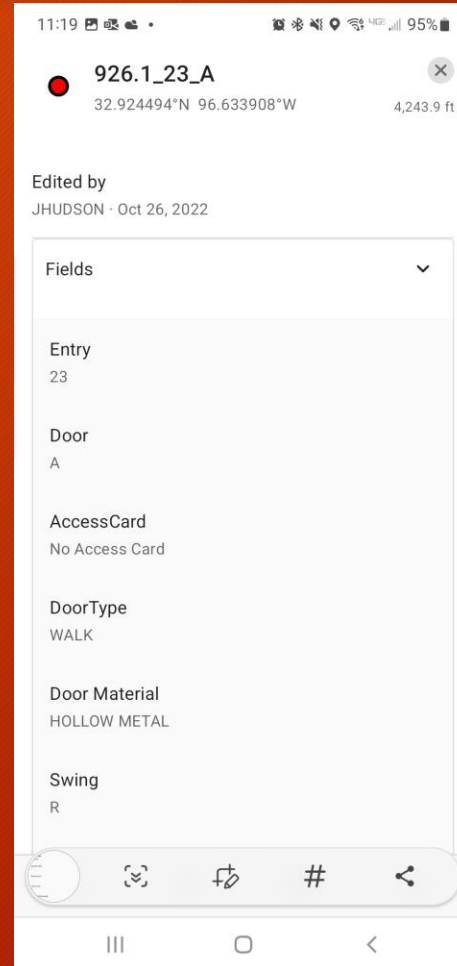 11:19 95%
926.1_23_A
32.924494°N 96.633908°W 4,243.9 ft
Edited by
JHUDSON · Oct 26, 2022
Fields
Entry
23
Door
A
AccessCard
No Access Card
DoorType
WALK
Door Material
HOLLOW METAL
Swing
R